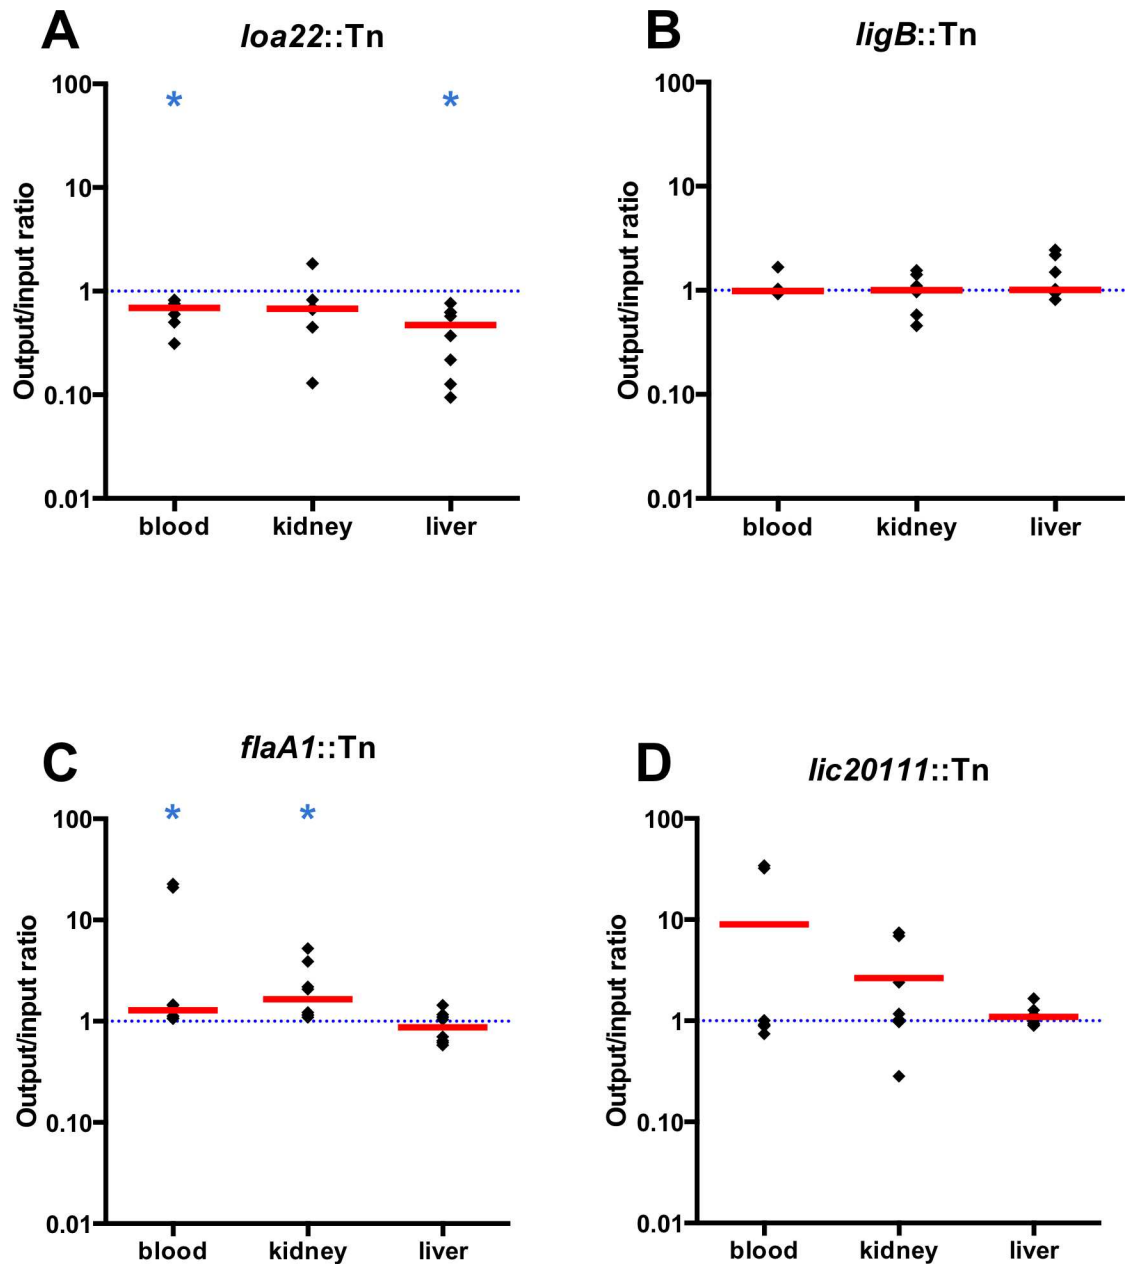 A
loa22::Tn
*
*
100
10
1
0.10
0.01
Output/input ratio
blood kidney liver
B
ligB::Tn
100
10
1
0.10
0.01
Output/input ratio
blood kidney liver
C
flaA1::Tn
*
*
100
10
1
0.10
0.01
Output/input ratio
blood kidney liver
D
lic20111::Tn
100
10
1
0.10
0.01
Output/input ratio
blood kidney liver